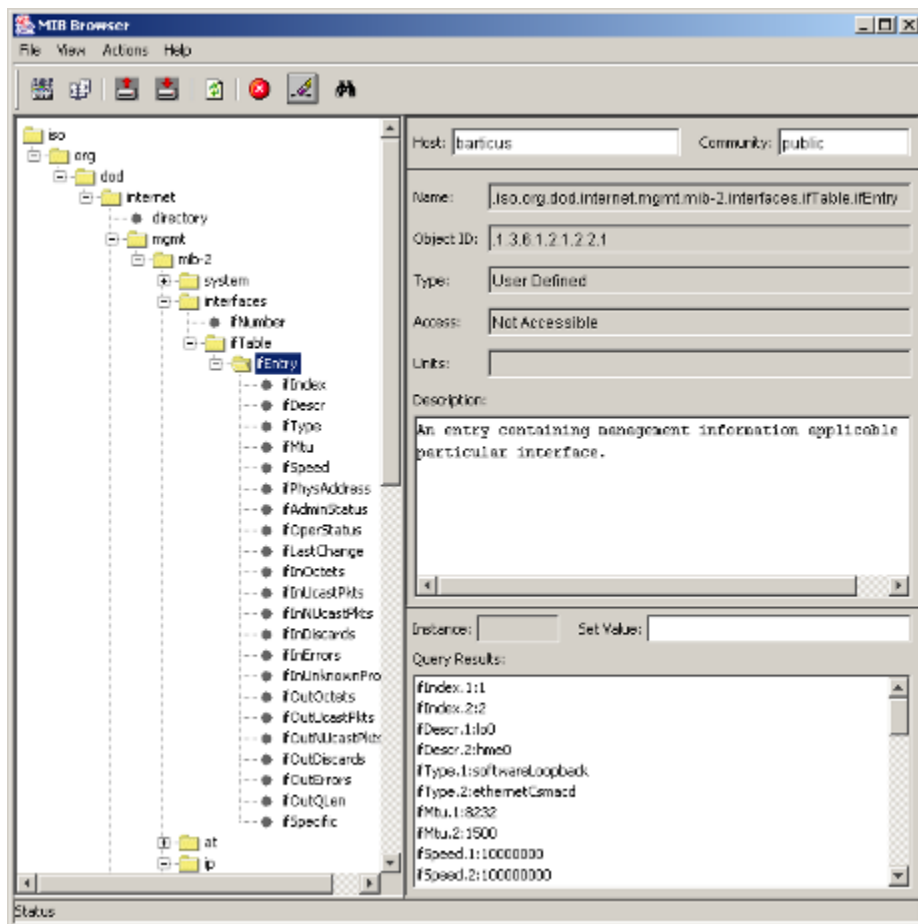 MIB Browser
File View Actions Help
iso
org
dod
internet
directory
mgmt
mib-2
system
interfaces
ifNumber
ifTable
ifEntry
ifIndex
ifDescr
ifType
ifMtu
ifSpeed
ifPhysAddress
ifAdminStatus
ifOperStatus
ifLastChange
ifInOctets
ifInUcastPkts
ifInNUcastPkts
ifInDiscards
ifInErrors
ifInUnknownPro
ifOutOctets
ifOutUcastPkts
ifOutNUcastPkts
ifOutDiscards
ifOutErrors
ifOutQLen
ifSpecific
at
ip
Host: barticus Community: public
Name: .iso.org.dod.internet.mgmt.mib-2.interfaces.ifTable.ifEntry
Object ID: .1.3.6.1.2.1.2.2.1
Type: User Defined
Access: Not Accessible
Units:
Description:
An entry containing management information applicable
particular interface.
Instance: Set Value:
Query Results:
ifIndex.1:1
ifIndex.2:2
ifDescr.1:lo0
ifDescr.2:hme0
ifType.1:softwareLoopback
ifType.2:ethernetCsmacd
ifMtu.1:8232
ifMtu.2:1500
ifSpeed.1:10000000
ifSpeed.2:100000000
Status